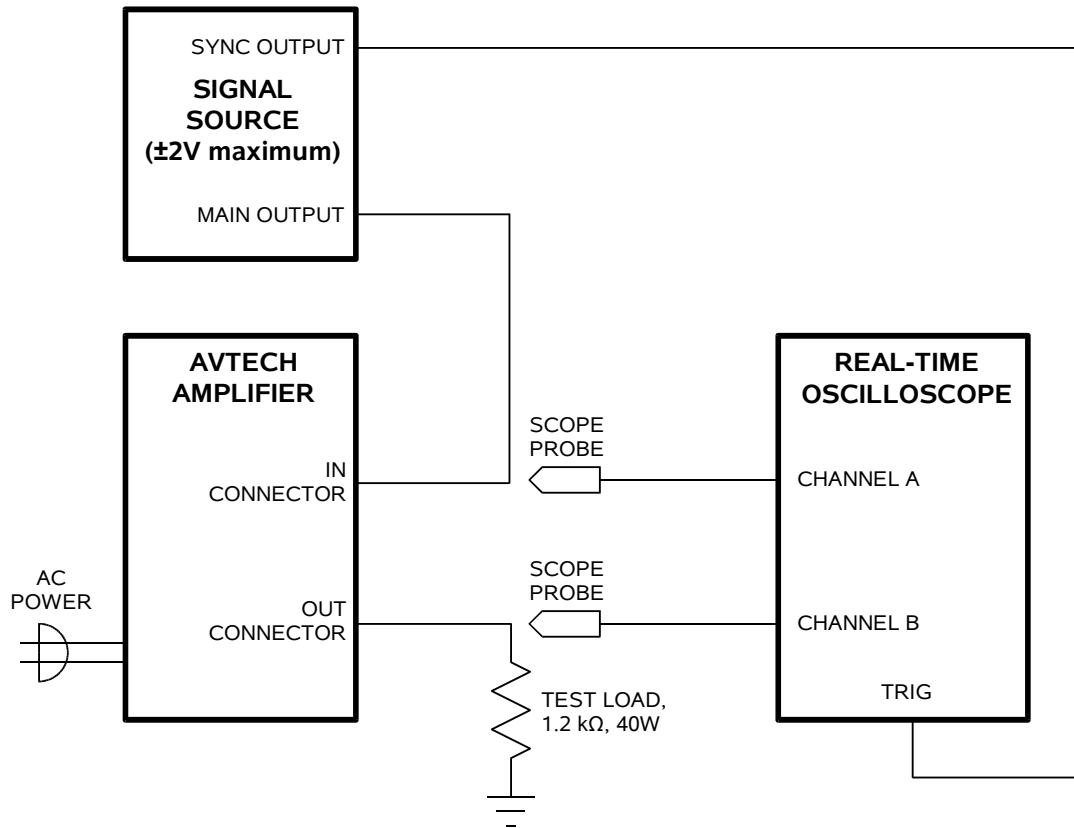 SYNC OUTPUT
SIGNAL
SOURCE
(±2V maximum)
MAIN OUTPUT
AVTECH
AMPLIFIER
IN
CONNECTOR
OUT
CONNECTOR
AC
POWER
SCOPE
PROBE
SCOPE
PROBE
TEST LOAD,
1.2 kΩ, 40W
REAL-TIME
OSCILLOSCOPE
CHANNEL A
CHANNEL B
TRIG